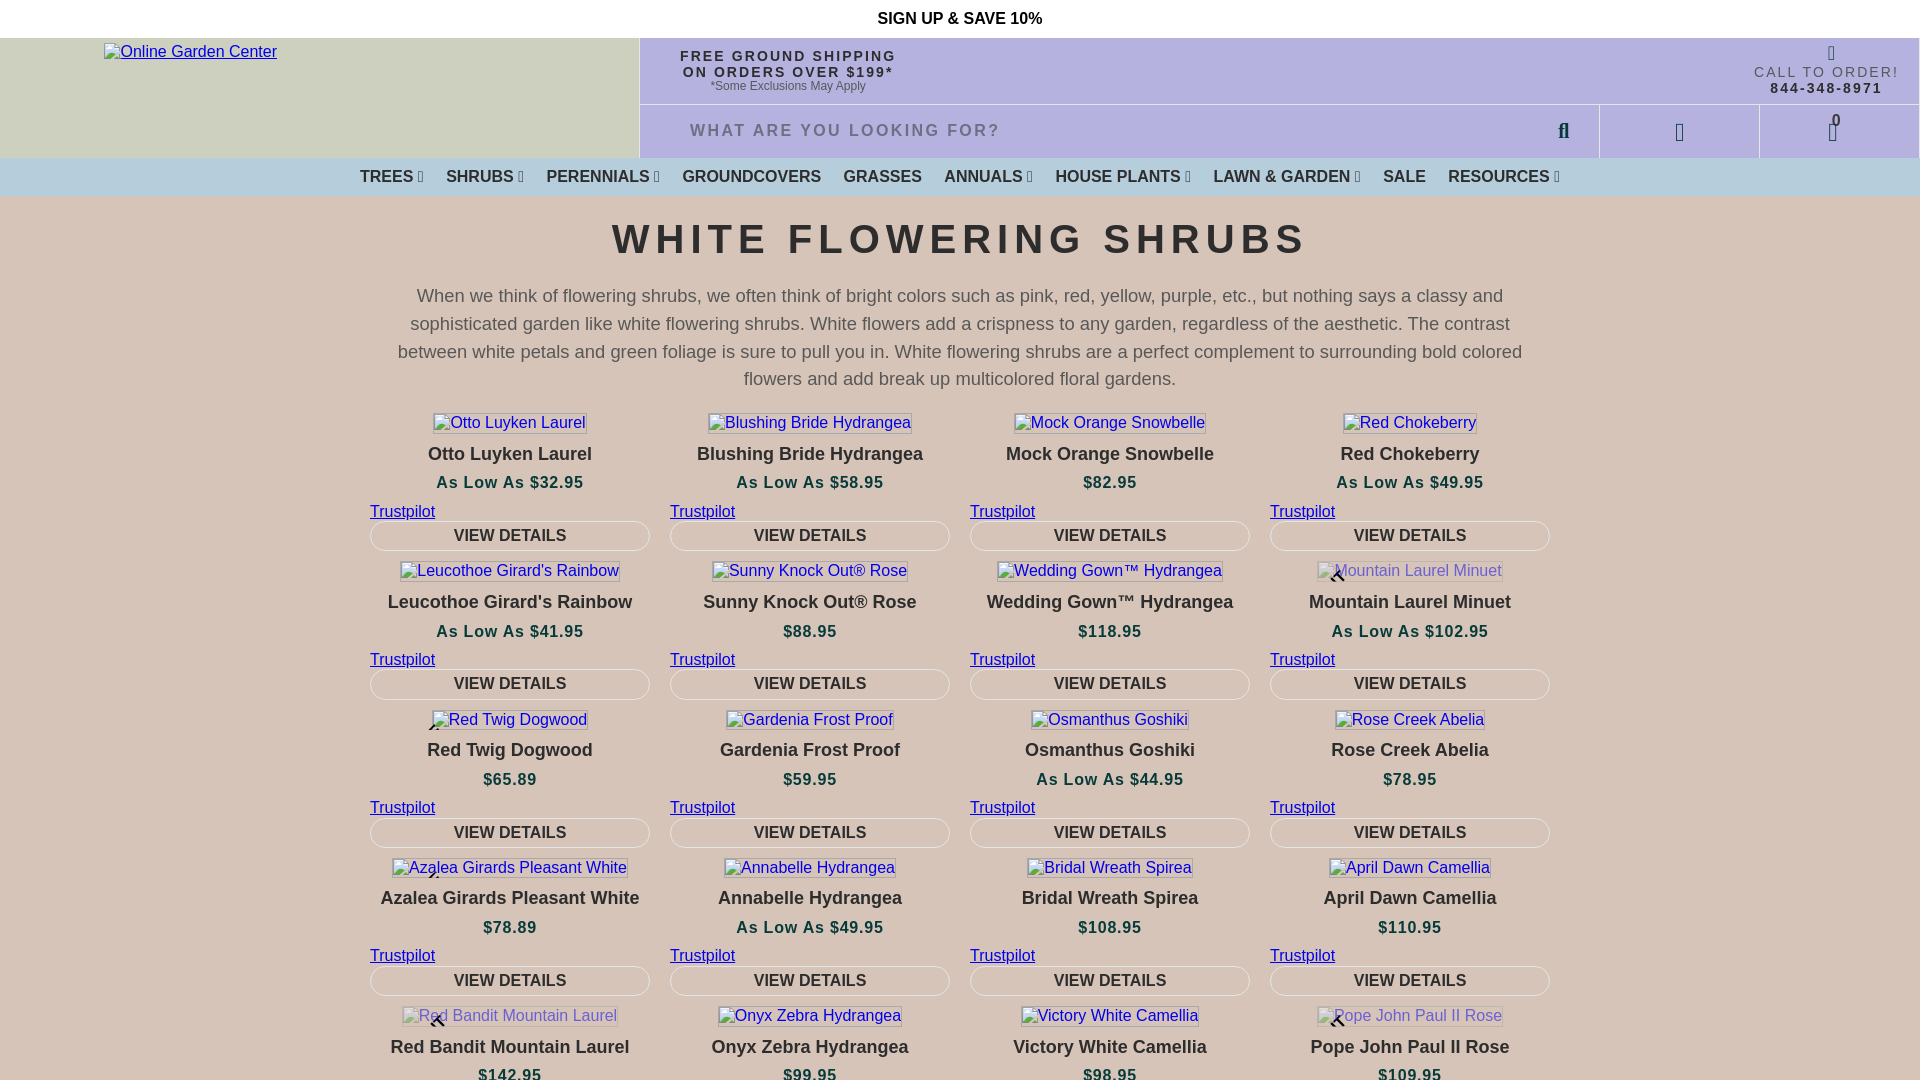 SIGN UP & SAVE 10%
Online Garden Center
FREE GROUND SHIPPING
ON ORDERS OVER $199*
*Some Exclusions May Apply
CALL TO ORDER!
844-348-8971
WHAT ARE YOU LOOKING FOR?
0
TREES SHRUBS PERENNIALS GROUNDCOVERS GRASSES ANNUALS HOUSE PLANTS LAWN & GARDEN SALE RESOURCES
WHITE FLOWERING SHRUBS
When we think of flowering shrubs, we often think of bright colors such as pink, red, yellow, purple, etc., but nothing says a classy and
sophisticated garden like white flowering shrubs. White flowers add a crispness to any garden, regardless of the aesthetic. The contrast
between white petals and green foliage is sure to pull you in. White flowering shrubs are a perfect complement to surrounding bold colored
flowers and add break up multicolored floral gardens.
Otto Luyken Laurel Blushing Bride Hydrangea Mock Orange Snowbelle Red Chokeberry
Otto Luyken Laurel Blushing Bride Hydrangea Mock Orange Snowbelle Red Chokeberry
As Low As $32.95 As Low As $58.95 $82.95 As Low As $49.95
Trustpilot Trustpilot Trustpilot Trustpilot
VIEW DETAILS VIEW DETAILS VIEW DETAILS VIEW DETAILS
Leucothoe Girard's Rainbow Sunny Knock Out® Rose Wedding Gown™ Hydrangea Mountain Laurel Minuet
Leucothoe Girard's Rainbow Sunny Knock Out® Rose Wedding Gown™ Hydrangea Mountain Laurel Minuet
As Low As $41.95 $88.95 $118.95 As Low As $102.95
Trustpilot Trustpilot Trustpilot Trustpilot
VIEW DETAILS VIEW DETAILS VIEW DETAILS VIEW DETAILS
Red Twig Dogwood Gardenia Frost Proof Osmanthus Goshiki Rose Creek Abelia
Red Twig Dogwood Gardenia Frost Proof Osmanthus Goshiki Rose Creek Abelia
$65.89 $59.95 As Low As $44.95 $78.95
Trustpilot Trustpilot Trustpilot Trustpilot
VIEW DETAILS VIEW DETAILS VIEW DETAILS VIEW DETAILS
Azalea Girards Pleasant White Annabelle Hydrangea Bridal Wreath Spirea April Dawn Camellia
Azalea Girards Pleasant White Annabelle Hydrangea Bridal Wreath Spirea April Dawn Camellia
$78.89 As Low As $49.95 $108.95 $110.95
Trustpilot Trustpilot Trustpilot Trustpilot
VIEW DETAILS VIEW DETAILS VIEW DETAILS VIEW DETAILS
Red Bandit Mountain Laurel Onyx Zebra Hydrangea Victory White Camellia Pope John Paul II Rose
Red Bandit Mountain Laurel Onyx Zebra Hydrangea Victory White Camellia Pope John Paul II Rose
$142.95 $99.95 $98.95 $109.95